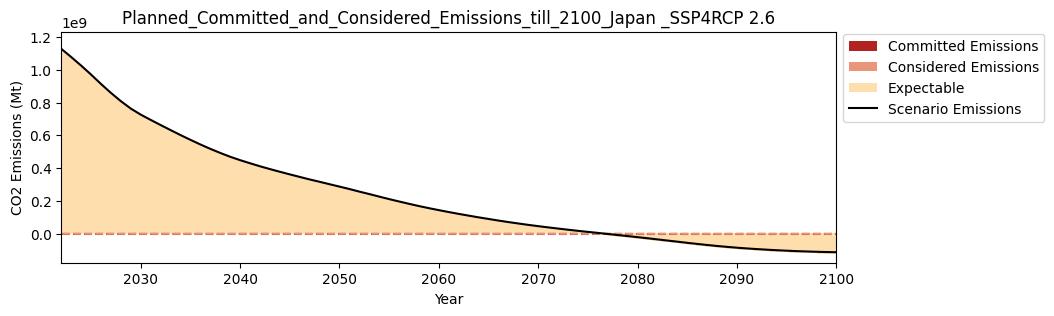 Planned_Committed_and_Considered_Emissions_till_2100_Japan _SSP4RCP 2.6
1e9
1.2
1.0
0.8
0.6
0.4
0.2
0.0
CO2 Emissions (Mt)
2030 2040 2050 2060 2070 2080 2090 2100
Year
Committed Emissions
Considered Emissions
Expectable
Scenario Emissions